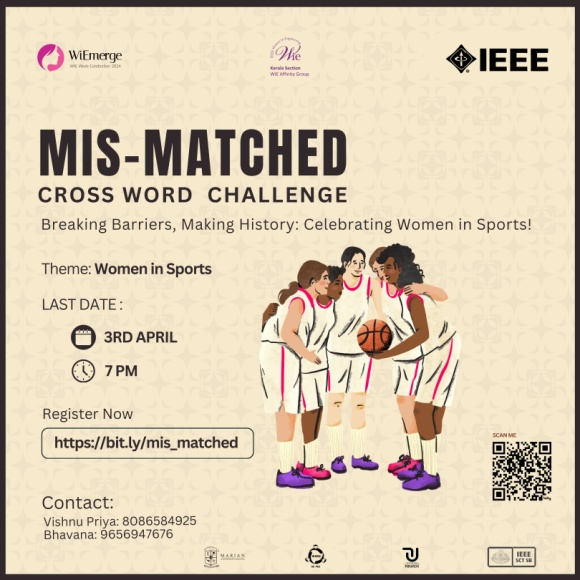 WiEmerge
WIE Week Celebration 2024
Wie
Kerala Section
WIE Affinity Group
IEEE
MIS-MATCHED
CROSS WORD CHALLENGE
Breaking Barriers, Making History: Celebrating Women in Sports!
Theme: Women in Sports
LAST DATE :
3RD APRIL
7 PM
Register Now
https://bit.ly/mis_matched
SCAN ME
Contact:
Vishnu Priya: 8086584925
Bhavana: 9656947676
MARIAN
IEEE
SCT SB